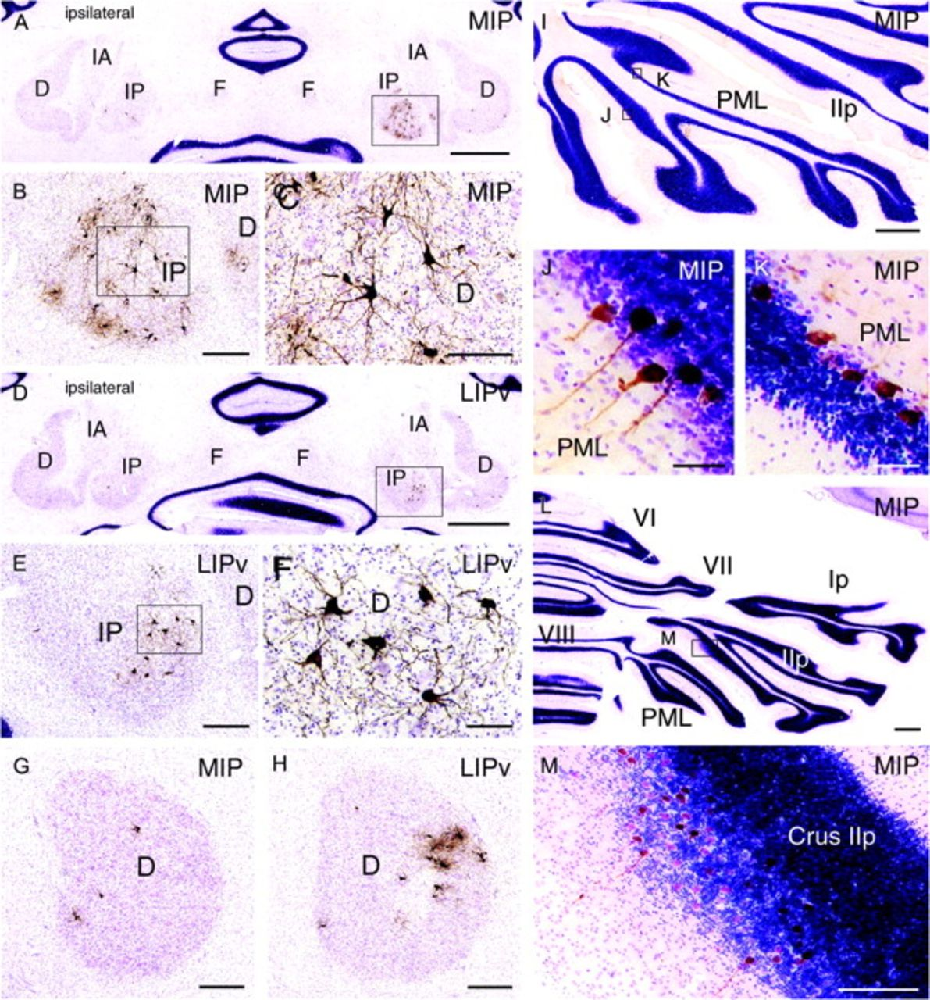 A
ipsilateral
MIP
IA
IA
D
IP
F
F
IP
D
B
MIP
D
IP
C
MIP
D
D
ipsilateral
LIPv
IA
IA
D
IP
F
F
IP
D
E
LIPv
D
IP
F
LIPv
D
G
MIP
D
H
LIPv
D
I
MIP
K
PML
IIp
J
J
MIP
PML
K
MIP
PML
L
MIP
VI
VII
Ip
VIII
M
IIp
PML
M
MIP
Crus IIp